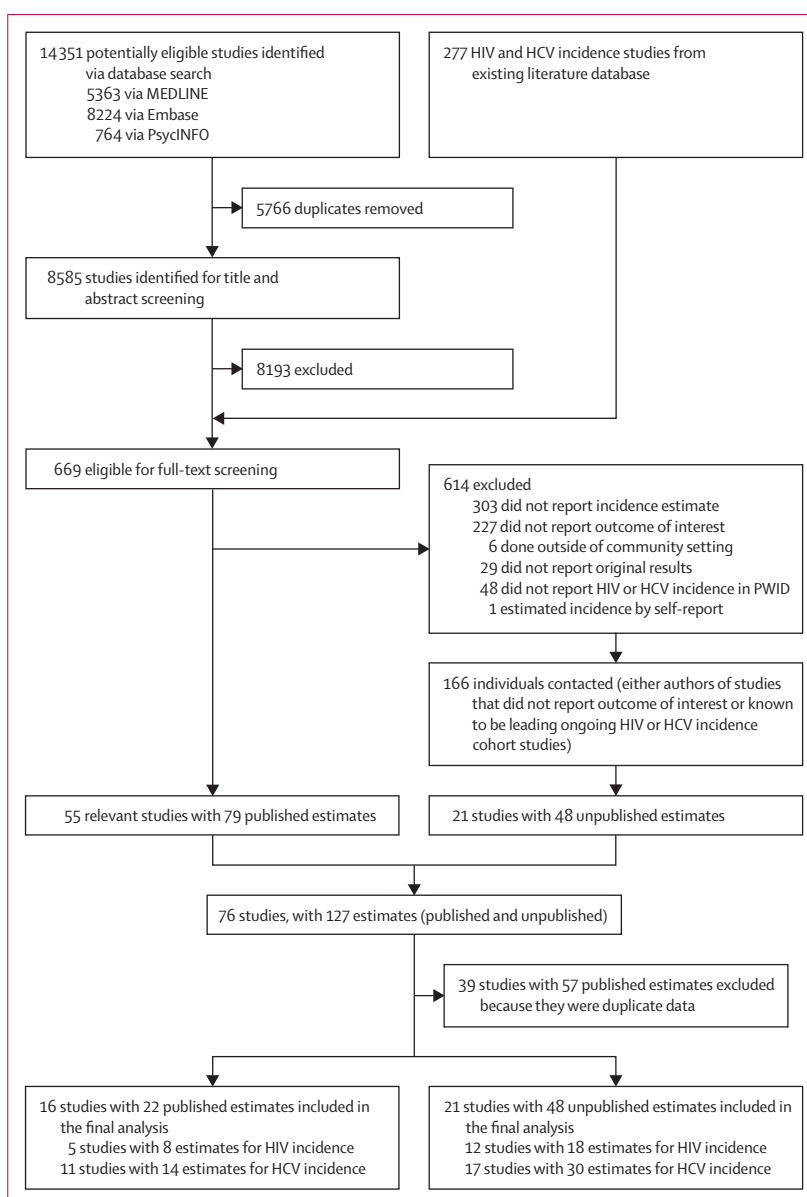 14351 potentially eligible studies identified
via database search
5363 via MEDLINE
8224 via Embase
764 via PsycINFO
277 HIV and HCV incidence studies from
existing literature database
5766 duplicates removed
8585 studies identified for title and
abstract screening
8193 excluded
669 eligible for full-text screening
614 excluded
303 did not report incidence estimate
227 did not report outcome of interest
6 done outside of community setting
29 did not report original results
48 did not report HIV or HCV incidence in PWID
1 estimated incidence by self-report
166 individuals contacted (either authors of studies
that did not report outcome of interest or known
to be leading ongoing HIV or HCV incidence
cohort studies)
55 relevant studies with 79 published estimates
21 studies with 48 unpublished estimates
76 studies, with 127 estimates (published and unpublished)
39 studies with 57 published estimates excluded
because they were duplicate data
16 studies with 22 published estimates included in
the final analysis
5 studies with 8 estimates for HIV incidence
11 studies with 14 estimates for HCV incidence
21 studies with 48 unpublished estimates included in
the final analysis
12 studies with 18 estimates for HIV incidence
17 studies with 30 estimates for HCV incidence